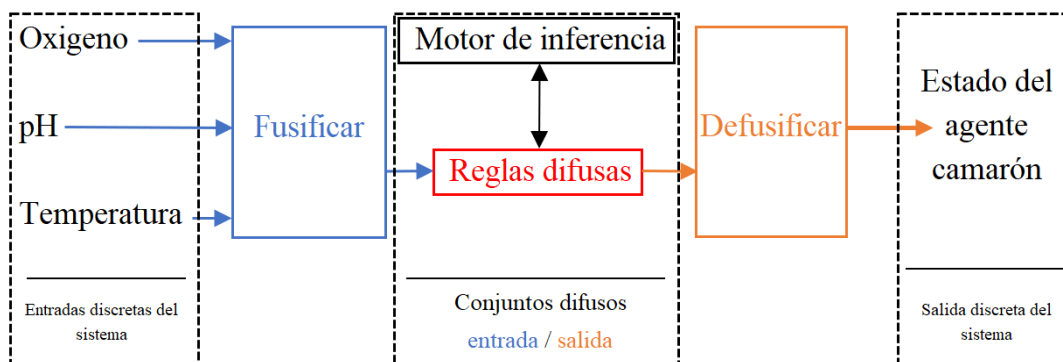 Oxigeno
pH
Temperatura
Entradas discretas del
sistema
Fusificar
Motor de inferencia
Reglas difusas
Conjuntos difusos
entrada / salida
Defusificar
Estado del
agente
camarón
Salida discreta del
sistema